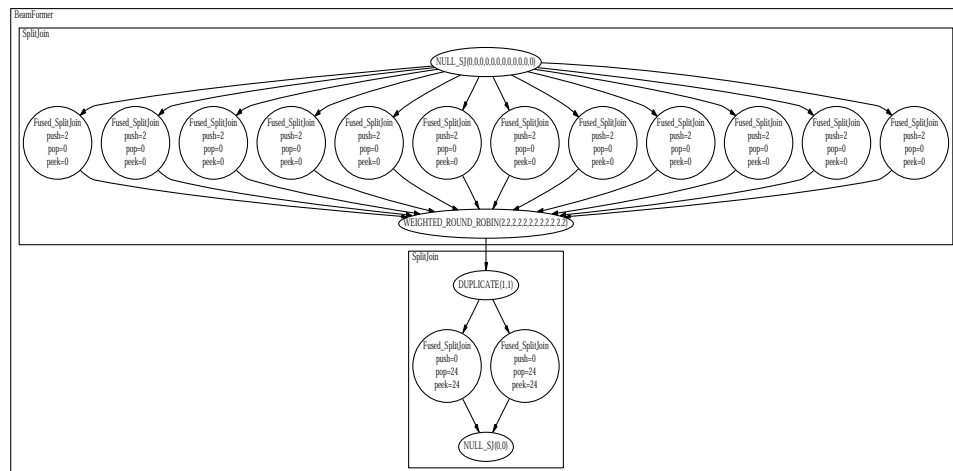 BeamFormer
SplitJoin
NULL_SJ(0,0,0,0,0,0,0,0,0,0,0,0)
Fused_SplitJoin
push=2
pop=0
peek=0
Fused_SplitJoin
push=2
pop=0
peek=0
Fused_SplitJoin
push=2
pop=0
peek=0
Fused_SplitJoin
push=2
pop=0
peek=0
Fused_SplitJoin
push=2
pop=0
peek=0
Fused_SplitJoin
push=2
pop=0
peek=0
Fused_SplitJoin
push=2
pop=0
peek=0
Fused_SplitJoin
push=2
pop=0
peek=0
Fused_SplitJoin
push=2
pop=0
peek=0
Fused_SplitJoin
push=2
pop=0
peek=0
Fused_SplitJoin
push=2
pop=0
peek=0
Fused_SplitJoin
push=2
pop=0
peek=0
WEIGHTED_ROUND_ROBIN(2,2,2,2,2,2,2,2,2,2,2,2)
SplitJoin
DUPLICATE(1,1)
Fused_SplitJoin
push=0
pop=24
peek=24
Fused_SplitJoin
push=0
pop=24
peek=24
NULL_SJ(0,0)